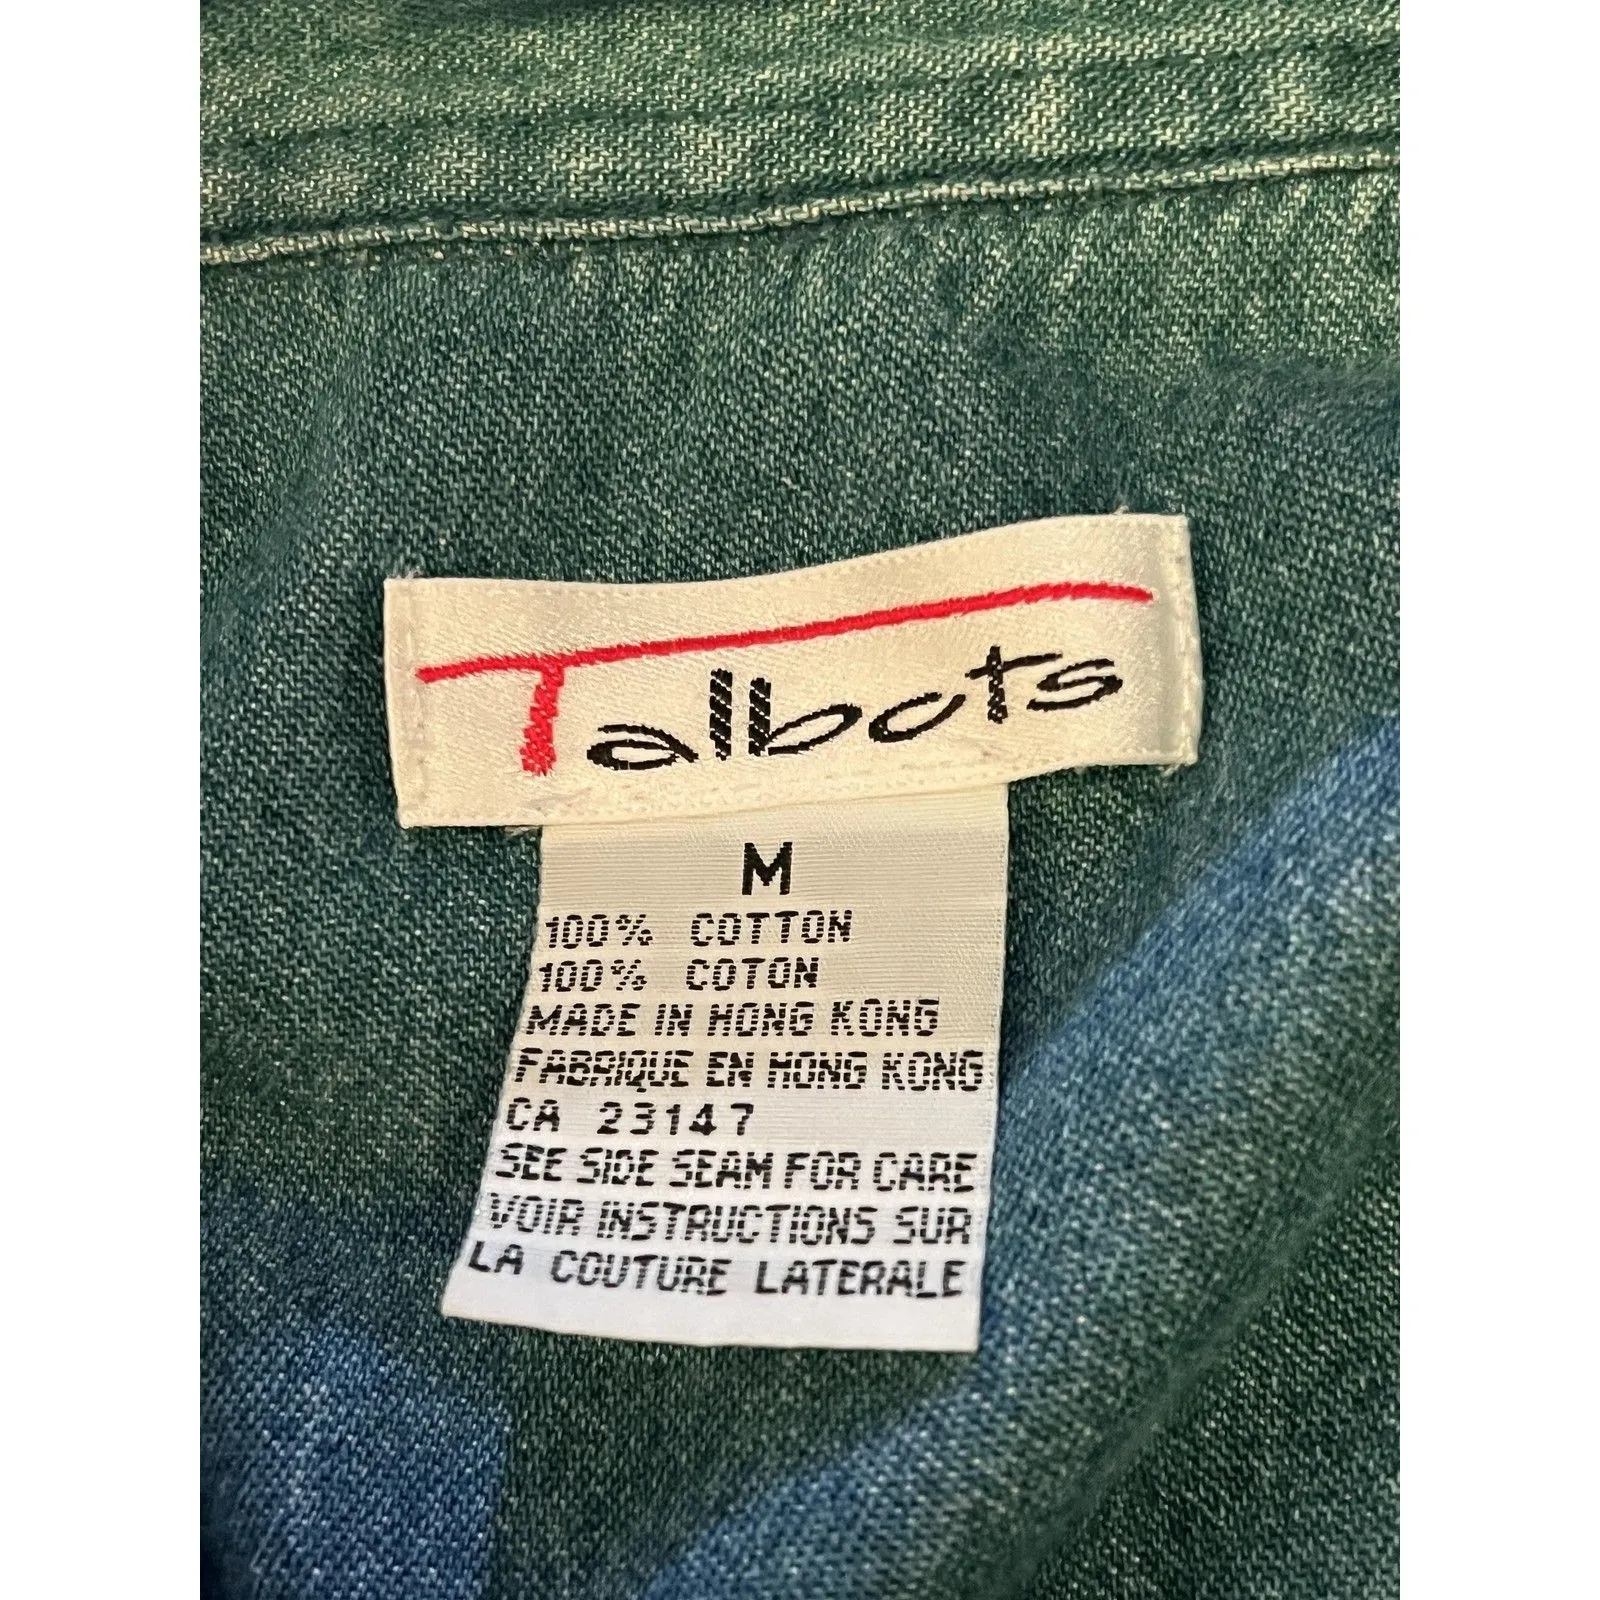 Talbots
M
100% COTTON
100% COTON
MADE IN HONG KONG
FABRIQUE EN HONG KONG
CA 23147
SEE SIDE SEAM FOR CARE
VOIR INSTRUCTIONS SUR
LA COUTURE LATERALE